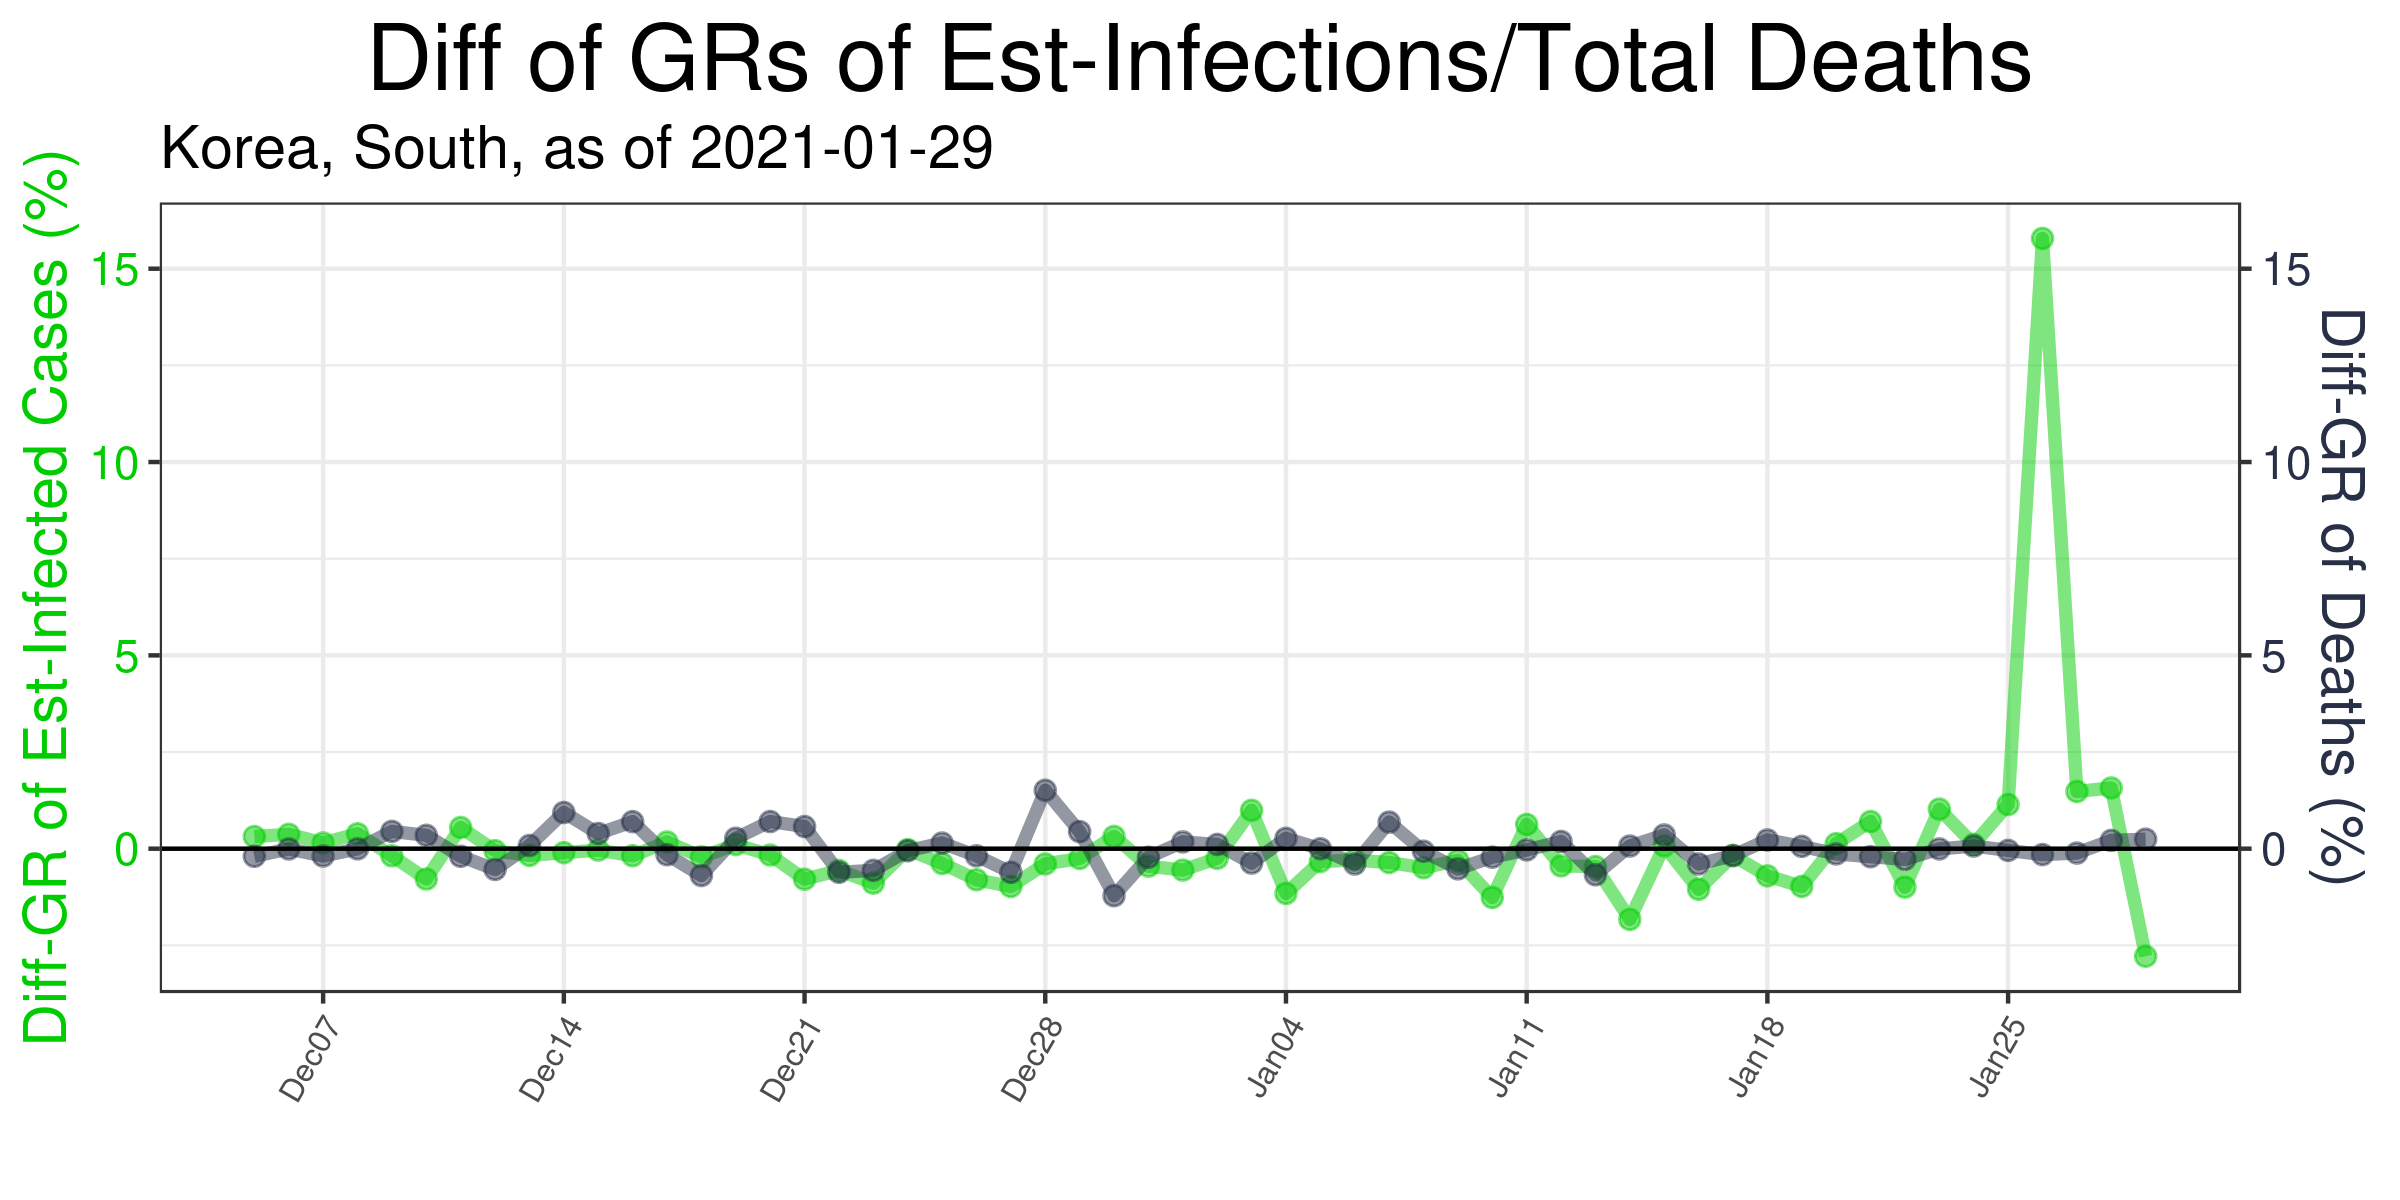 Diff of GRs of Est-Infections/Total Deaths
Korea, South, as of 2021-01-29
Diff-GR of Est-Infected Cases (%)
15
10
5
0
15
10
5
0
Diff-GR of Deaths (%)
Dec07
Dec14
Dec21
Dec28
Jan04
Jan11
Jan18
Jan25